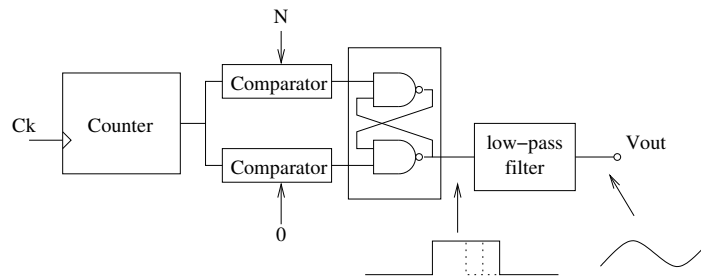 N
Comparator
Ck
Counter
low-pass
filter
Vout
Comparator
0